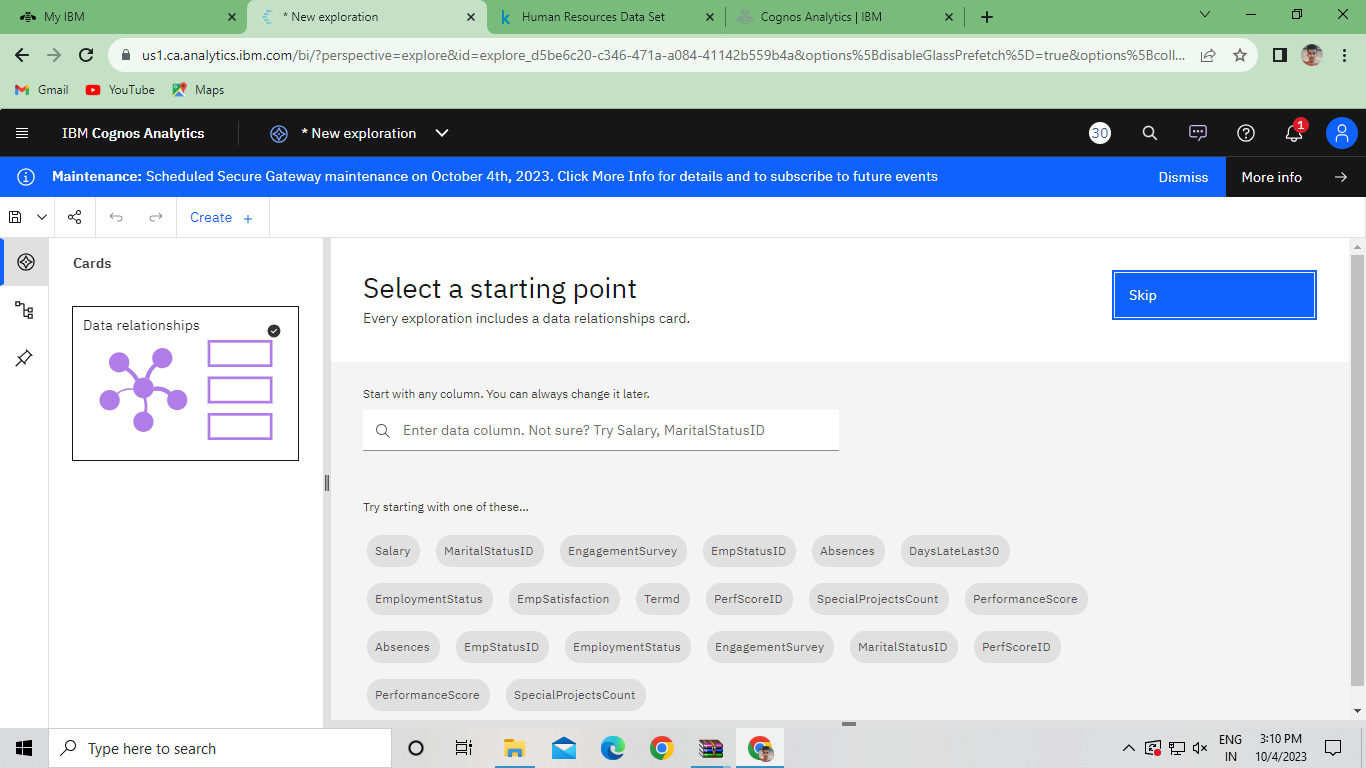 My IBM
* New exploration
Human Resources Data Set
Cognos Analytics | IBM
us1.ca.analytics.ibm.com/bi/?perspective=explore&id=explore_d5be6c20-c346-471a-a084-41142b559b4a&options%5BdisableGlassPrefetch%5D=true&options%5Bcoll...
Gmail
YouTube
Maps
IBM Cognos Analytics
* New exploration
30
1
Maintenance: Scheduled Secure Gateway maintenance on October 4th, 2023. Click More Info for details and to subscribe to future events
Dismiss
More info
Create +
Cards
Data relationships
Select a starting point
Every exploration includes a data relationships card.
Skip
Start with any column. You can always change it later.
Enter data column. Not sure? Try Salary, MaritalStatusID
Try starting with one of these...
Salary MaritalStatusID EngagementSurvey EmpStatusID Absences DaysLateLast30
EmploymentStatus EmpSatisfaction Termd PerfScoreID SpecialProjectsCount PerformanceScore
Absences EmpStatusID EmploymentStatus EngagementSurvey MaritalStatusID PerfScoreID
PerformanceScore SpecialProjectsCount
Type here to search
ENG
IN
3:10 PM
10/4/2023